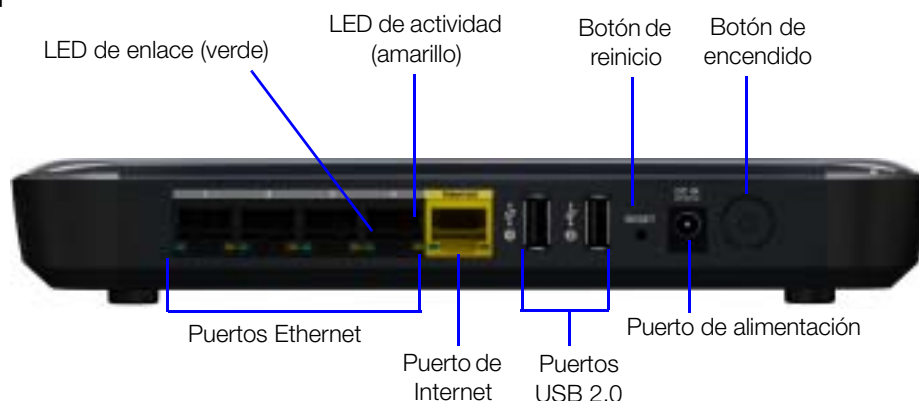 LED de enlace (verde)
LED de actividad
(amarillo)
Botón de
reinicio
Botón de
encendido
RESET
Puertos Ethernet
Puerto de
Internet
Puertos
USB 2.0
Puerto de alimentación